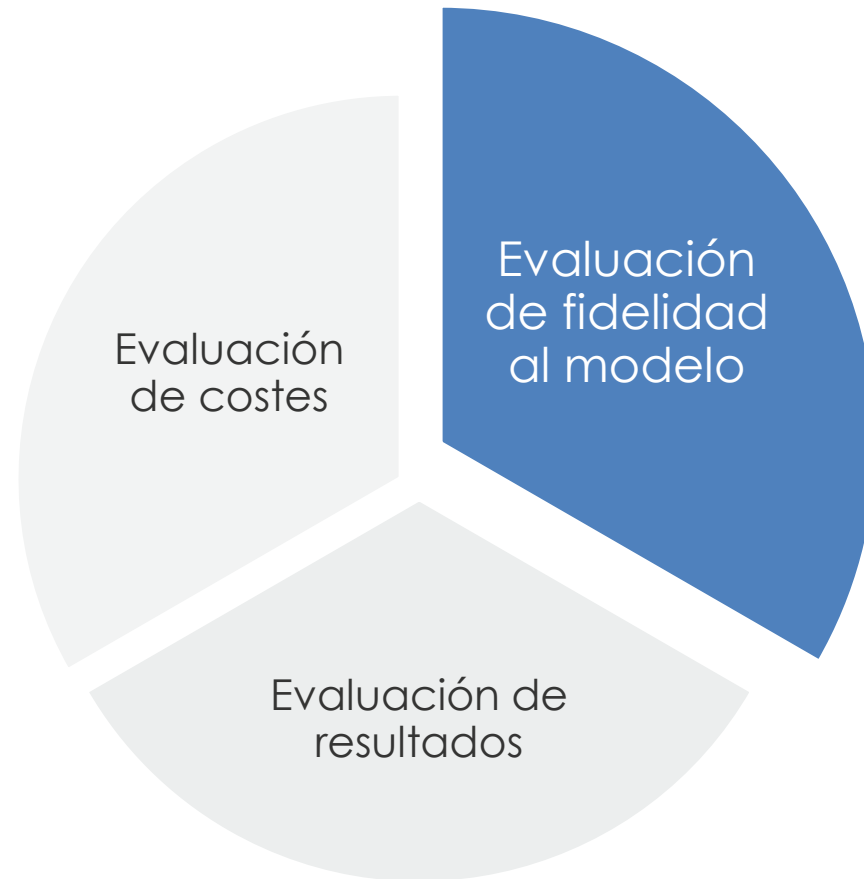 Evaluación
de fidelidad
al modelo
Evaluación
de costes
Evaluación de
resultados